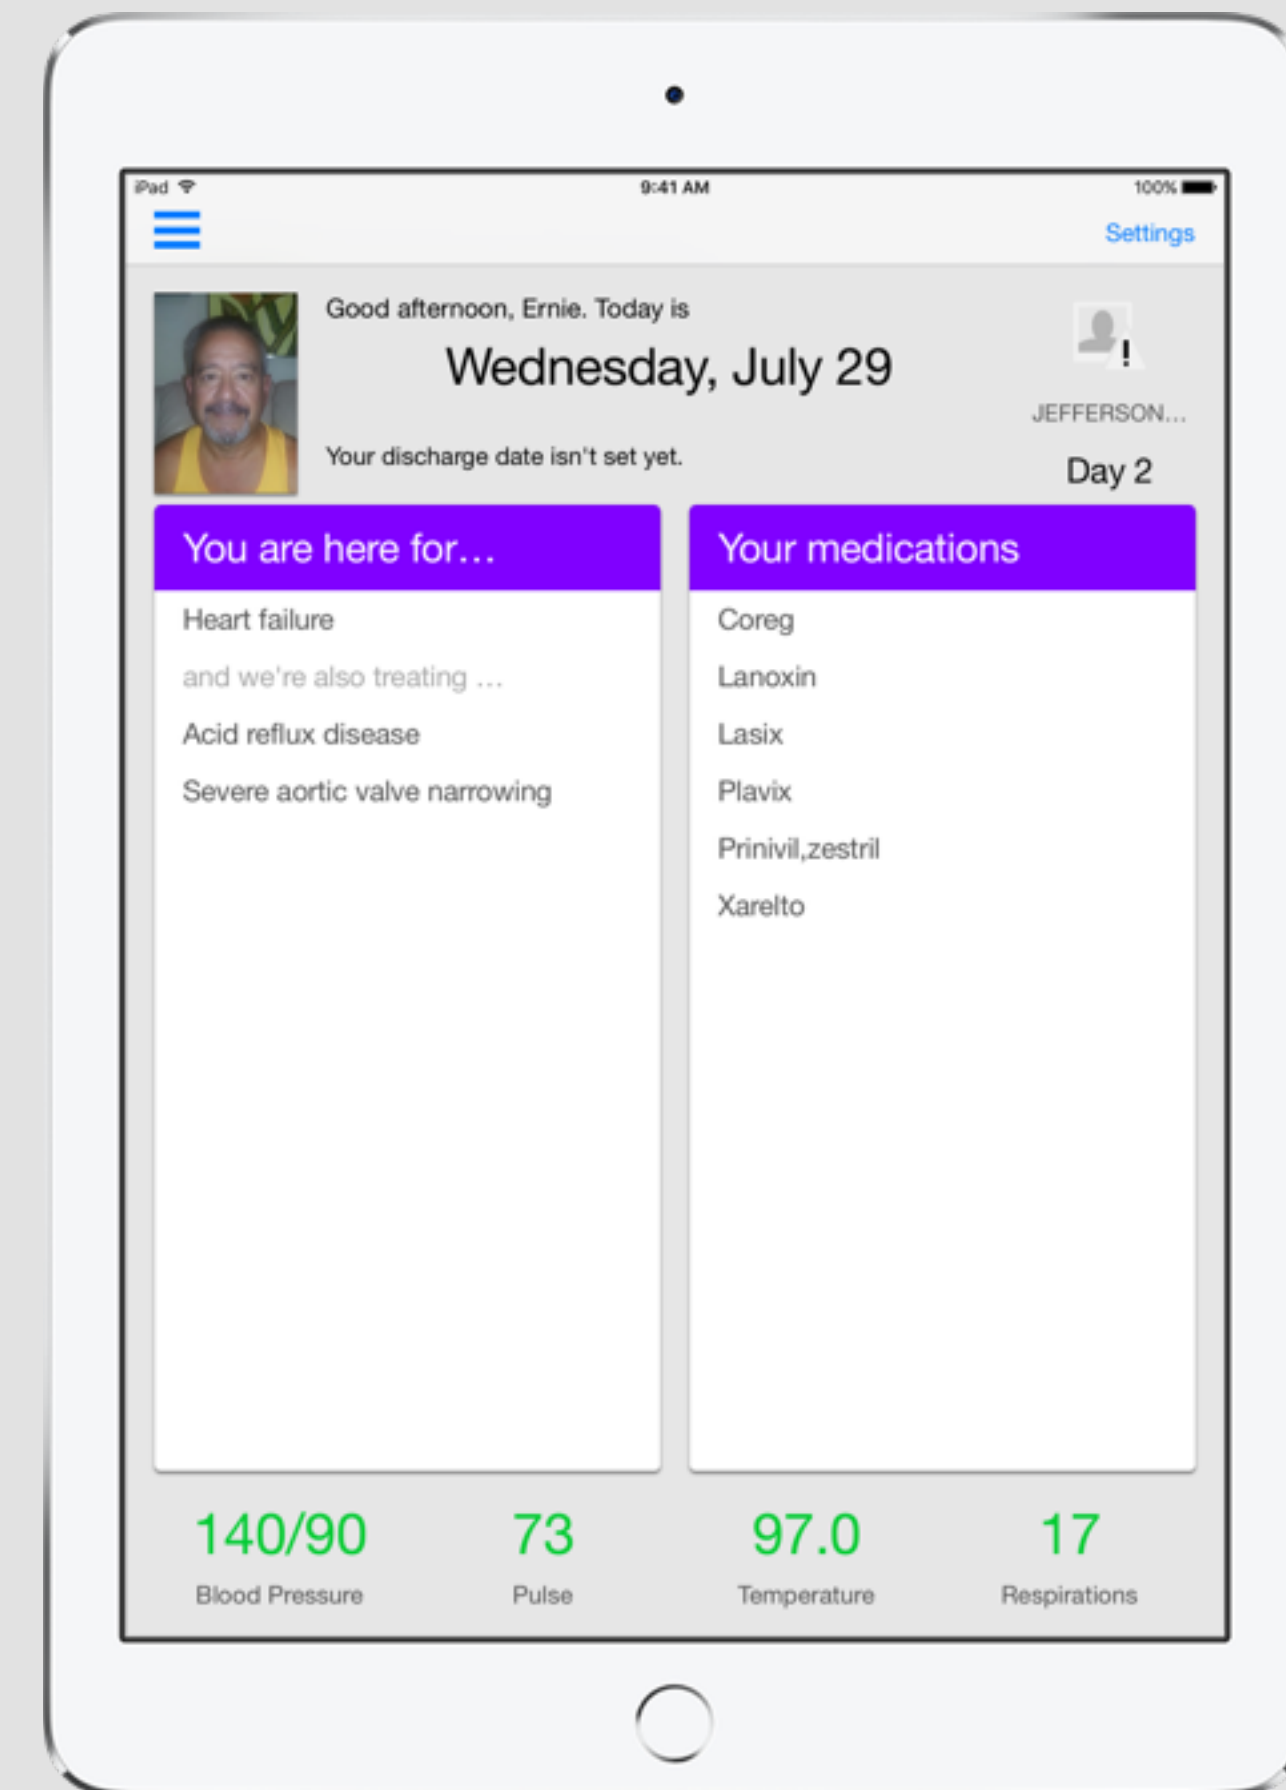 iPad 9:41 AM 100%
Settings
Good afternoon, Ernie. Today is
Wednesday, July 29
Your discharge date isn't set yet.
JEFFERSON...
Day 2
You are here for...
Heart failure
and we're also treating ...
Acid reflux disease
Severe aortic valve narrowing
Your medications
Coreg
Lanoxin
Lasix
Plavix
Prinivil,zestril
Xarelto
140/90
Blood Pressure
73
Pulse
97.0
Temperature
17
Respirations